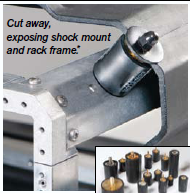 Cut away,
exposing shock mount
and rack frame.*